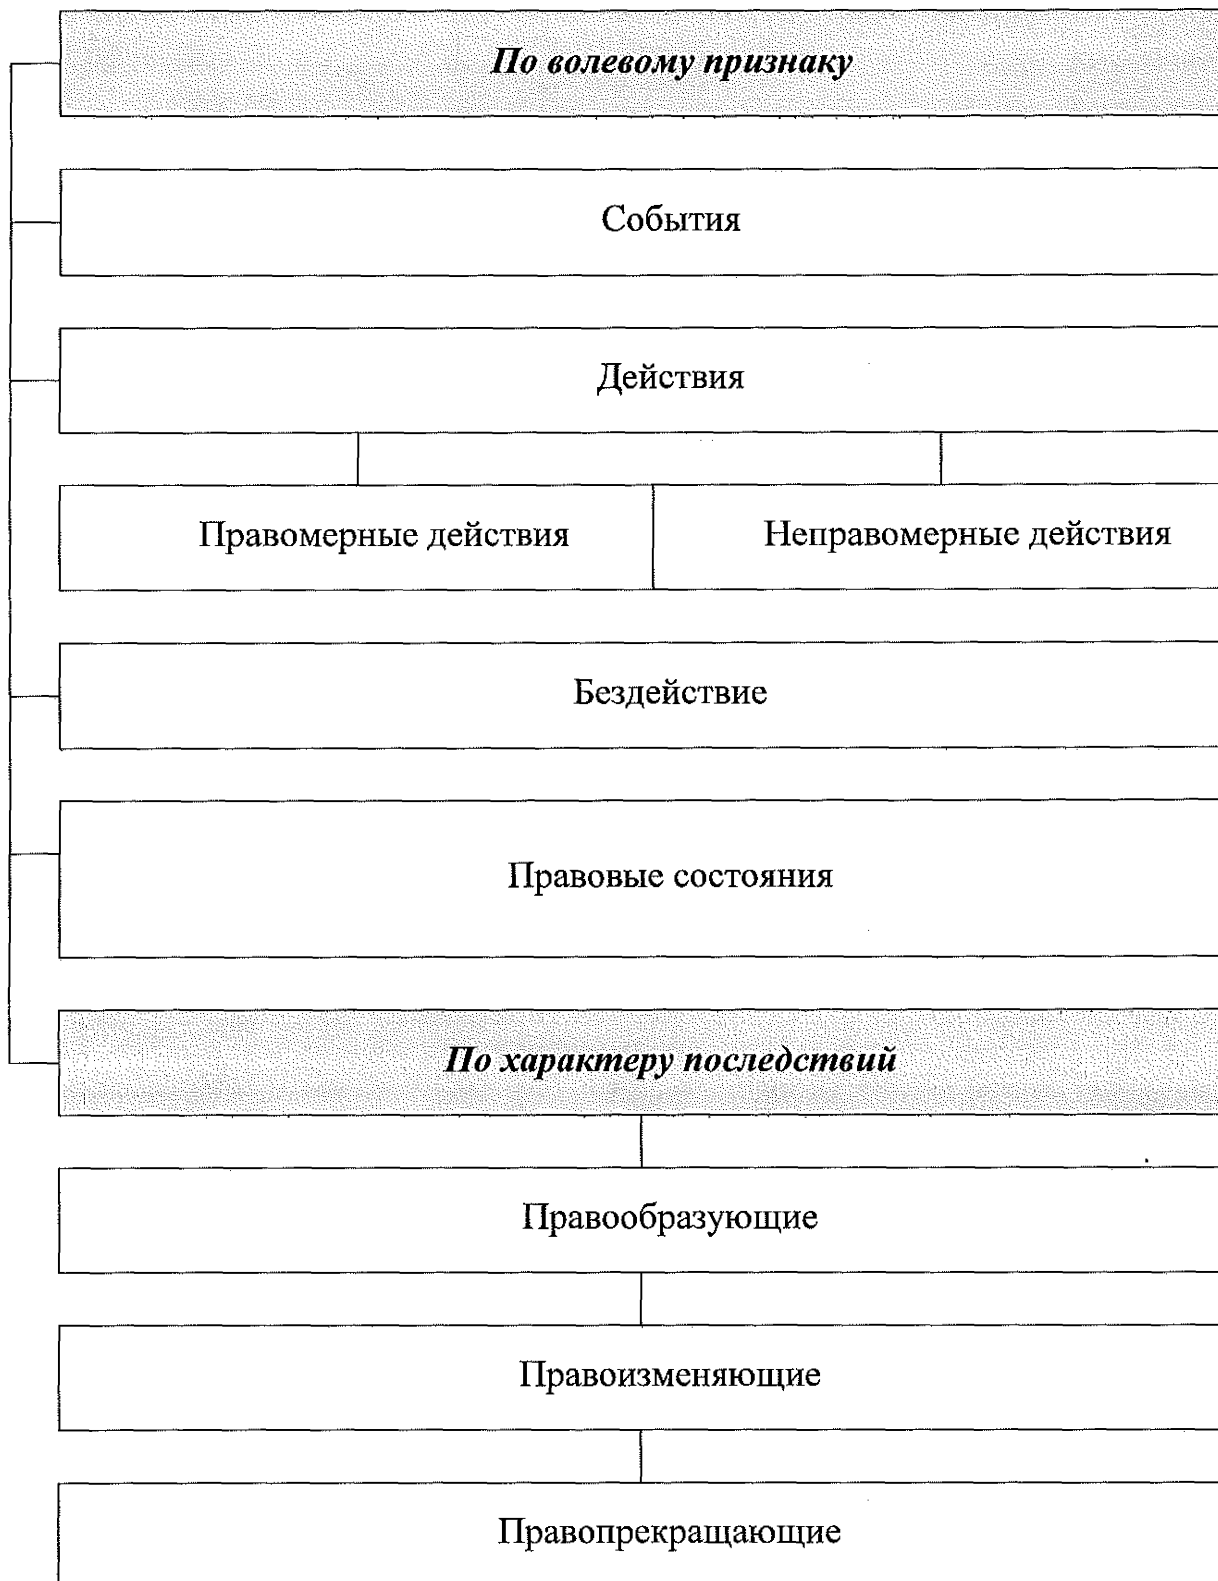 По волевому признаку
События
Действия
Правомерные действия
Неправомерные действия
Бездействие
Правовые состояния
По характеру последствий
Правообразующие
Правоизменяющие
Правопрекращающие